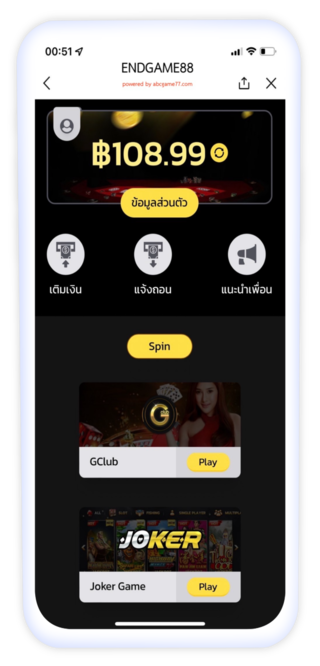 00:51
ENDGAME88
powered by abcgame77.com
฿108.99
ข้อมูลส่วนตัว
เติมเงิน
แจ้งถอน
แนะนำเพื่อน
Spin
G
GClub
Play
JOKER
Joker Game
Play